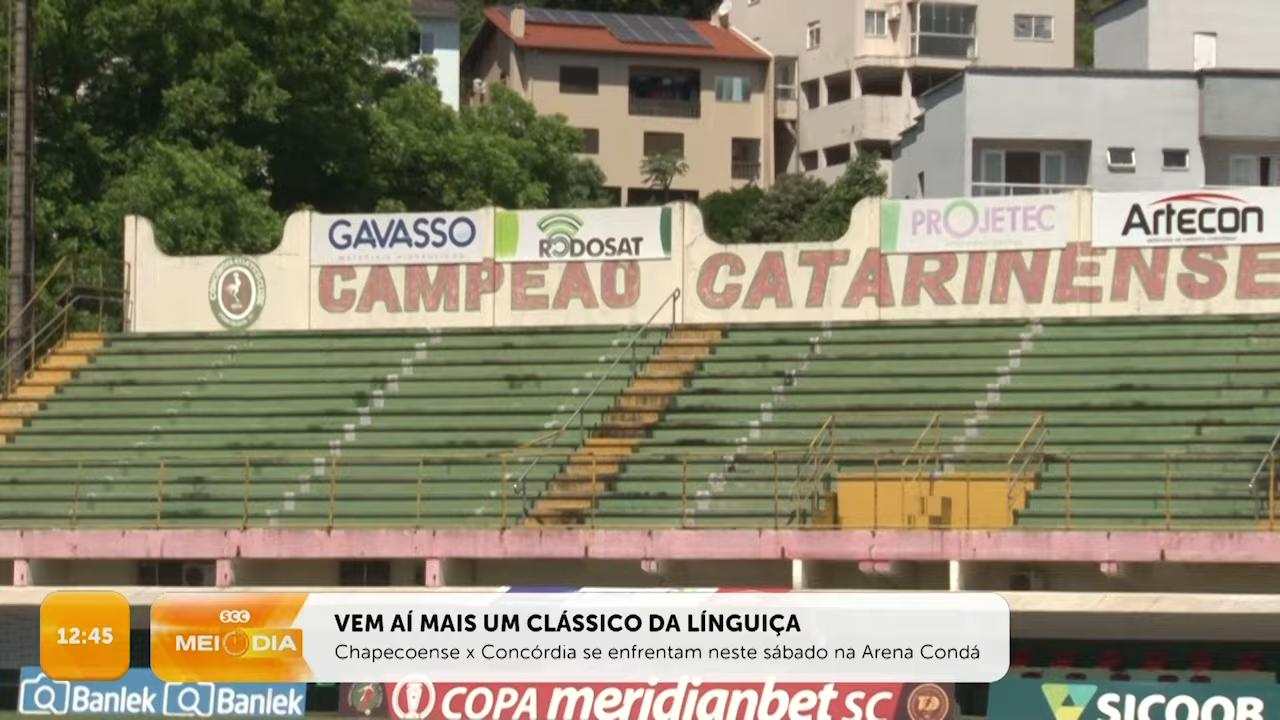 GAVASSO
RODOSAT
PROJETEC
Artecon
CAMPEÃO CATARINENSE
12:45
SCC
MEIO DIA
VEM AÍ MAIS UM CLÁSSICO DA LÍNGUIÇA
Chapecoense x Concórdia se enfrentam neste sábado na Arena Condá
Banlek Banlek
COPA meridianbet SC
SICOOB